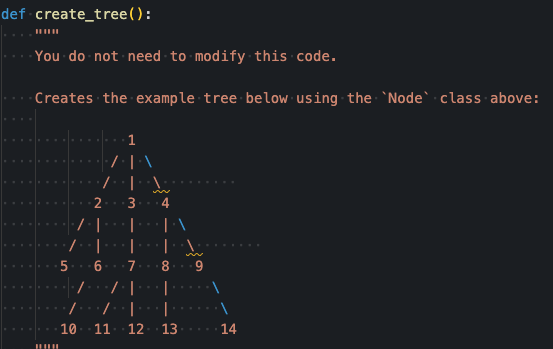 def create_tree():
    """
    You do not need to modify this code.

    Creates the example tree below using the `Node` class above:

               1
             / | \
            /  |  \
           2   3   4
         / |   |   | \
        /  |   |   |  \
       5   6   7   8   9
         /   / |   |     \
        /   /  |   |      \
       10  11  12  13     14
    """